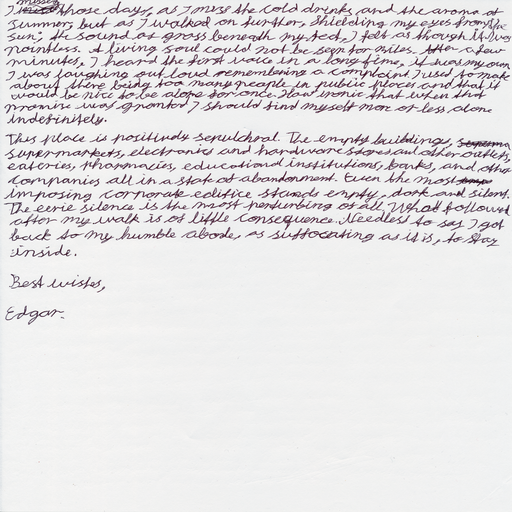 missing
I those days, as I miss the cold drinks and the aroma of
summer, but as I walked on further, shielding my eyes from the
sun, the sound of grass beneath my feet, I felt as though it was
pointless. A living soul could not be seen for miles. After a few
minutes, I heard the first voice in a long time, it was my own.
I was laughing out loud remembering a complaint I used to make
about there being too many people in public places and that it
would be nice to be alone for once. How ironic that when that
promise was granted I should find myself more or less alone
indefinitely.
This place is positively sepulchral. The empty buildings,
supermarkets, electronics and hardware stores and other outlets,
eateries, pharmacies, educational institutions, banks, and other
companies all in a state of abandonment. Even the most
imposing corporate edifice stands empty, dark and silent.
The eerie silence is the most perturbing of all. What followed
after my walk is of little consequence. Needless to say I got
back to my humble abode, as suffocating as it is, to stay
inside.
Best wishes,
Edgar.